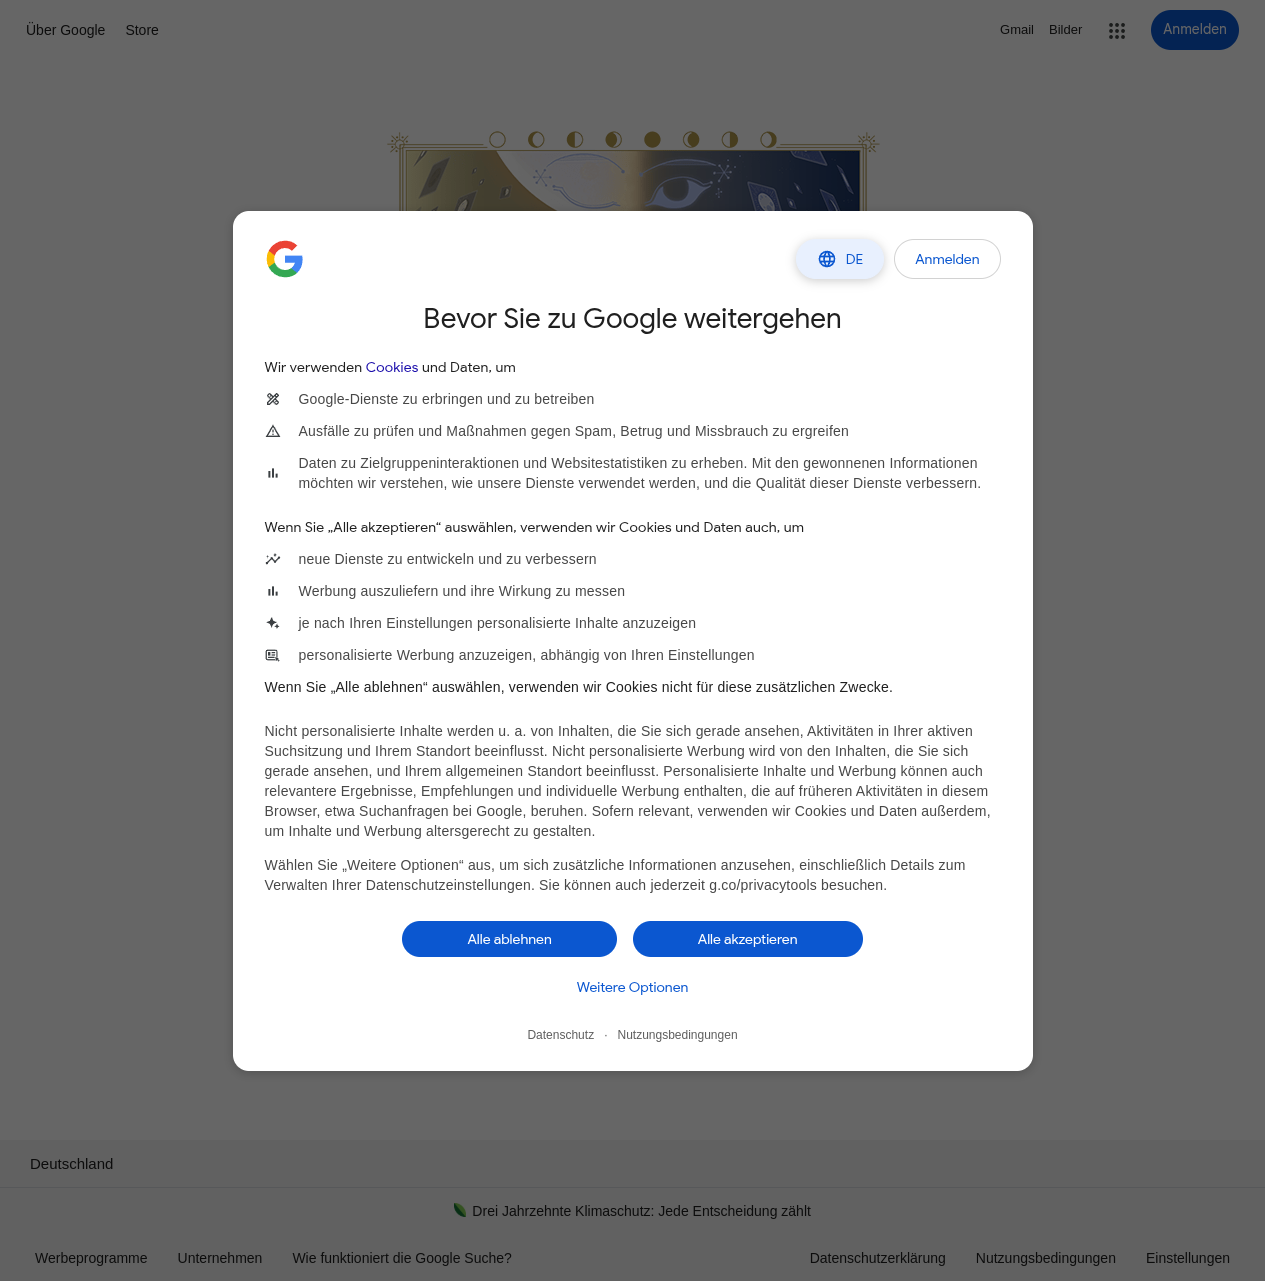 Über Google
Store
Gmail
Bilder
Anmelden
DE
Anmelden
Bevor Sie zu Google weitergehen
Wir verwenden Cookies und Daten, um
Google-Dienste zu erbringen und zu betreiben
Ausfälle zu prüfen und Maßnahmen gegen Spam, Betrug und Missbrauch zu ergreifen
Daten zu Zielgruppeninteraktionen und Websitestatistiken zu erheben. Mit den gewonnenen Informationen
möchten wir verstehen, wie unsere Dienste verwendet werden, und die Qualität dieser Dienste verbessern.
Wenn Sie „Alle akzeptieren“ auswählen, verwenden wir Cookies und Daten auch, um
neue Dienste zu entwickeln und zu verbessern
Werbung auszuliefern und ihre Wirkung zu messen
je nach Ihren Einstellungen personalisierte Inhalte anzuzeigen
personalisierte Werbung anzuzeigen, abhängig von Ihren Einstellungen
Wenn Sie „Alle ablehnen“ auswählen, verwenden wir Cookies nicht für diese zusätzlichen Zwecke.
Nicht personalisierte Inhalte werden u. a. von Inhalten, die Sie sich gerade ansehen, Aktivitäten in Ihrer aktiven
Suchsitzung und Ihrem Standort beeinflusst. Nicht personalisierte Werbung wird von den Inhalten, die Sie sich
gerade ansehen, und Ihrem allgemeinen Standort beeinflusst. Personalisierte Inhalte und Werbung können auch
relevantere Ergebnisse, Empfehlungen und individuelle Werbung enthalten, die auf früheren Aktivitäten in diesem
Browser, etwa Suchanfragen bei Google, beruhen. Sofern relevant, verwenden wir Cookies und Daten außerdem,
um Inhalte und Werbung altersgerecht zu gestalten.
Wählen Sie „Weitere Optionen“ aus, um sich zusätzliche Informationen anzusehen, einschließlich Details zum
Verwalten Ihrer Datenschutzeinstellungen. Sie können auch jederzeit g.co/privacytools besuchen.
Alle ablehnen
Alle akzeptieren
Weitere Optionen
Datenschutz · Nutzungsbedingungen
Deutschland
Drei Jahrzehnte Klimaschutz: Jede Entscheidung zählt
Werbeprogramme
Unternehmen
Wie funktioniert die Google Suche?
Datenschutzerklärung
Nutzungsbedingungen
Einstellungen